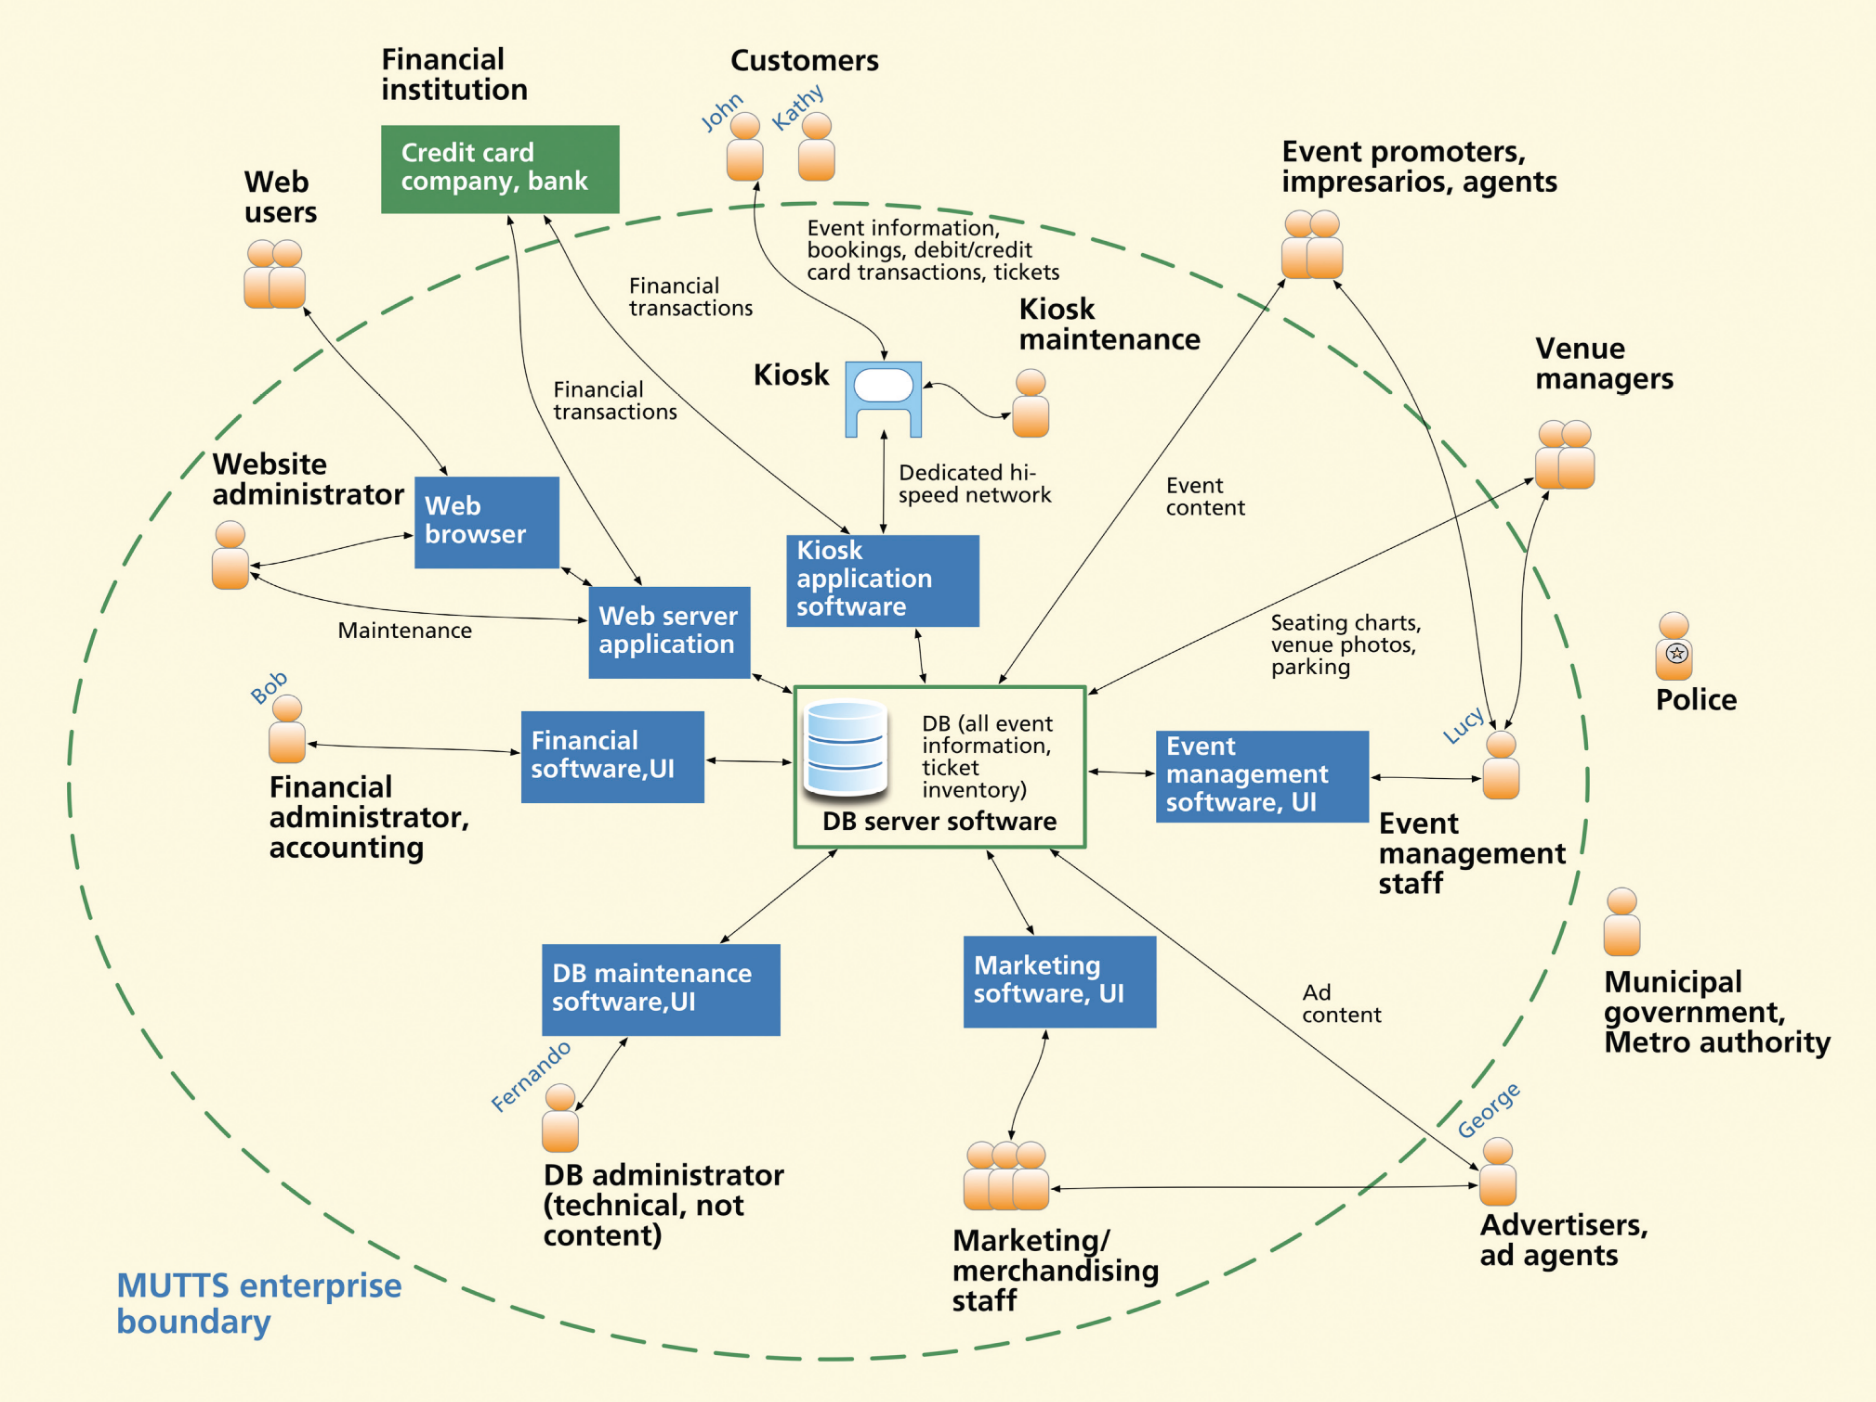 Financial
institution
Customers
John
Kathy
Credit card
company, bank
Event promoters,
impresarios, agents
Web
users
Event information,
bookings, debit/credit
card transactions, tickets
Financial
transactions
Kiosk
maintenance
Venue
managers
Kiosk
Financial
transactions
Website
administrator
Dedicated hi-
speed network
Event
content
Web
browser
Kiosk
application
software
Web server
application
Maintenance
Seating charts,
venue photos,
parking
Police
Bob
Lucy
Financial
software,UI
DB (all event
information,
ticket
inventory)
DB server software
Event
management
software, UI
Financial
administrator,
accounting
Event
management
staff
DB maintenance
software,UI
Marketing
software, UI
Ad
content
Municipal
government,
Metro authority
Fernando
George
DB administrator
(technical, not
content)
Marketing/
merchandising
staff
Advertisers,
ad agents
MUTTS enterprise
boundary